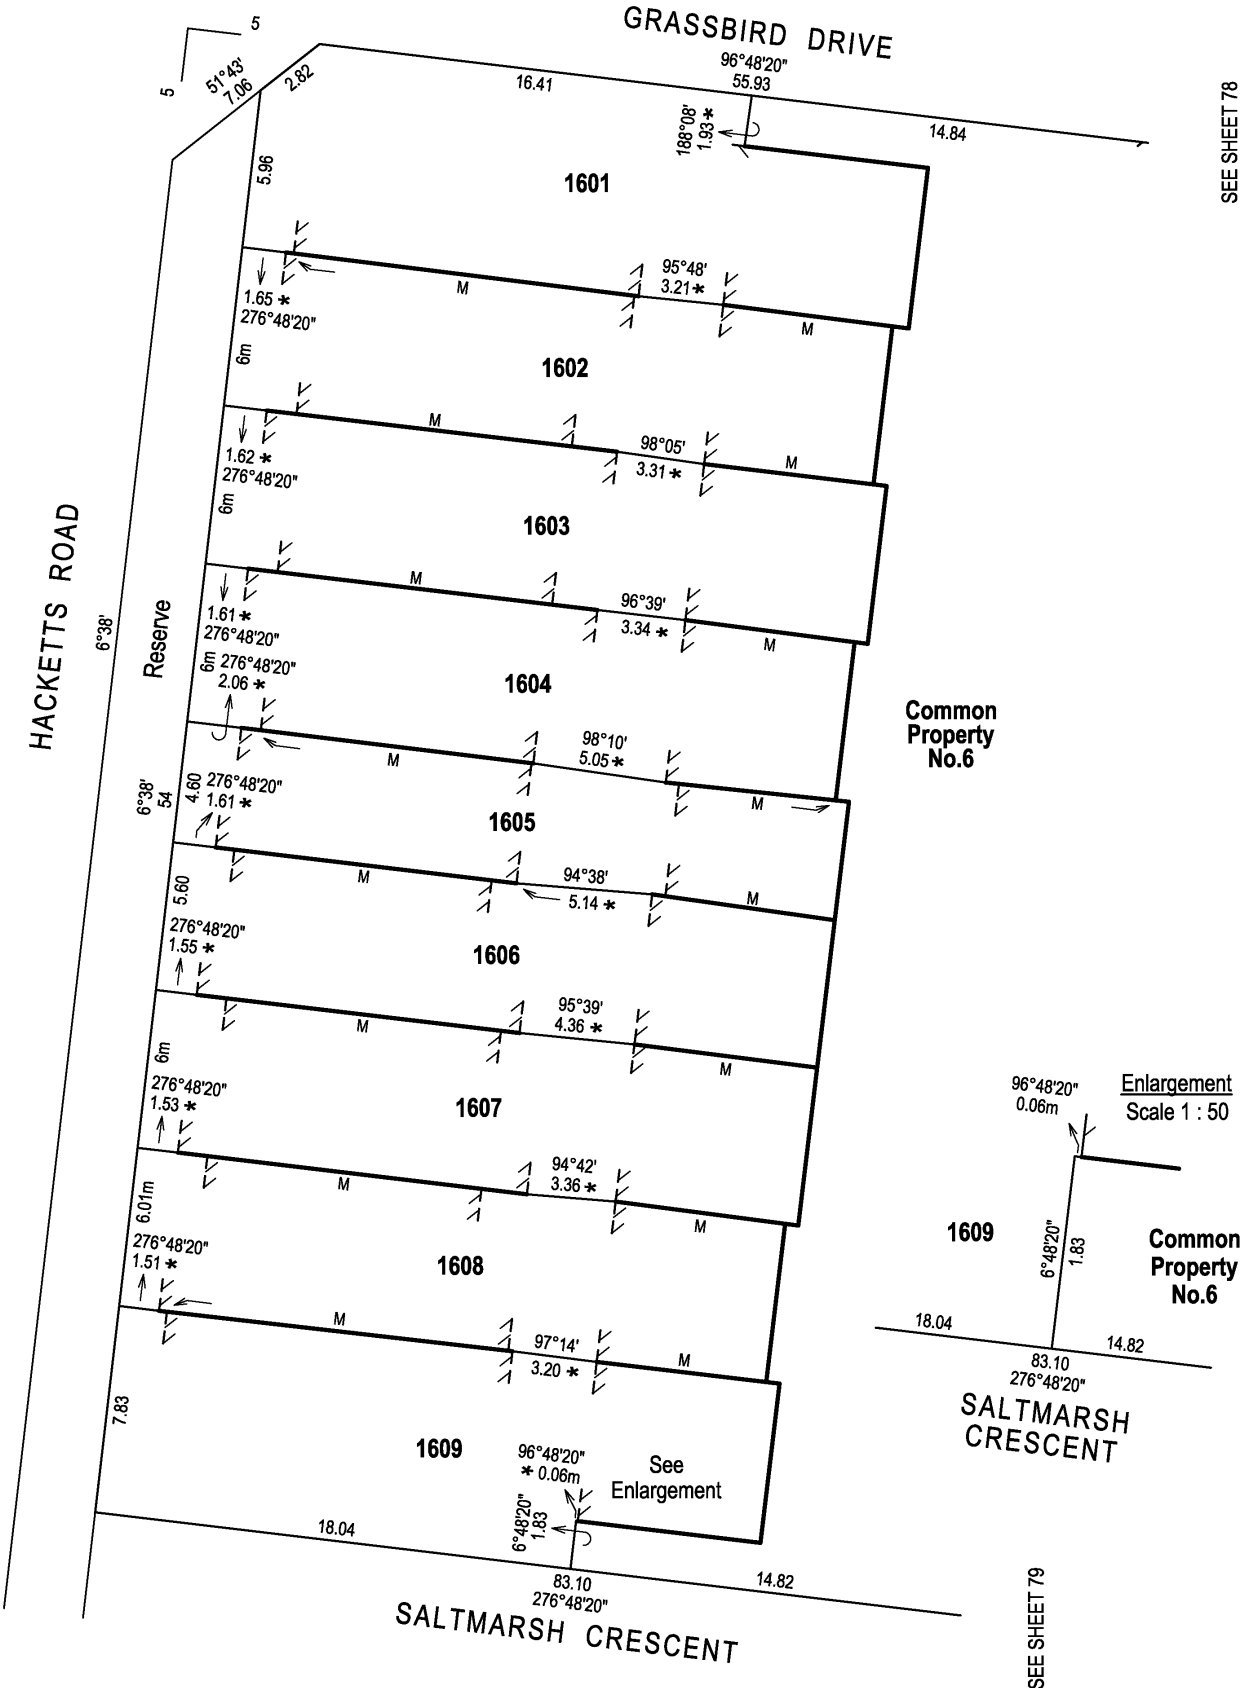 GRASSBIRD DRIVE
96°48'20"
55.93
5
5
51°43'
7.06
2.82
16.41
14.84
188°08'
1.93*
SEE SHEET 78
5.96
1601
95°48'
3.21*
M
M
1.65*
276°48'20"
6m
1602
M
98°05'
3.31*
M
1.62*
276°48'20"
6m
1603
M
96°39'
3.34*
M
1.61*
276°48'20"
6m
276°48'20"
2.06*
1604
HACKETTS ROAD
6°38'
Reserve
Common
Property
No.6
M
98°10'
5.05*
M
6°38'
54
4.60
276°48'20"
1.61*
1605
M
94°38'
5.14*
M
5.60
276°48'20"
1.55*
1606
M
95°39'
4.36*
M
6m
276°48'20"
1.53*
1607
M
94°42'
3.36*
M
6.01m
276°48'20"
1.51*
1608
M
97°14'
3.20*
M
7.83
1609
96°48'20"
*0.06m
See
Enlargement
6°48'20"
1.83
18.04
83.10
276°48'20"
14.82
SALTMARSH CRESCENT
SEE SHEET 79
96°48'20"
0.06m
Enlargement
Scale 1 : 50
1609
6°48'20"
1.83
Common
Property
No.6
18.04
83.10
276°48'20"
14.82
SALTMARSH
CRESCENT